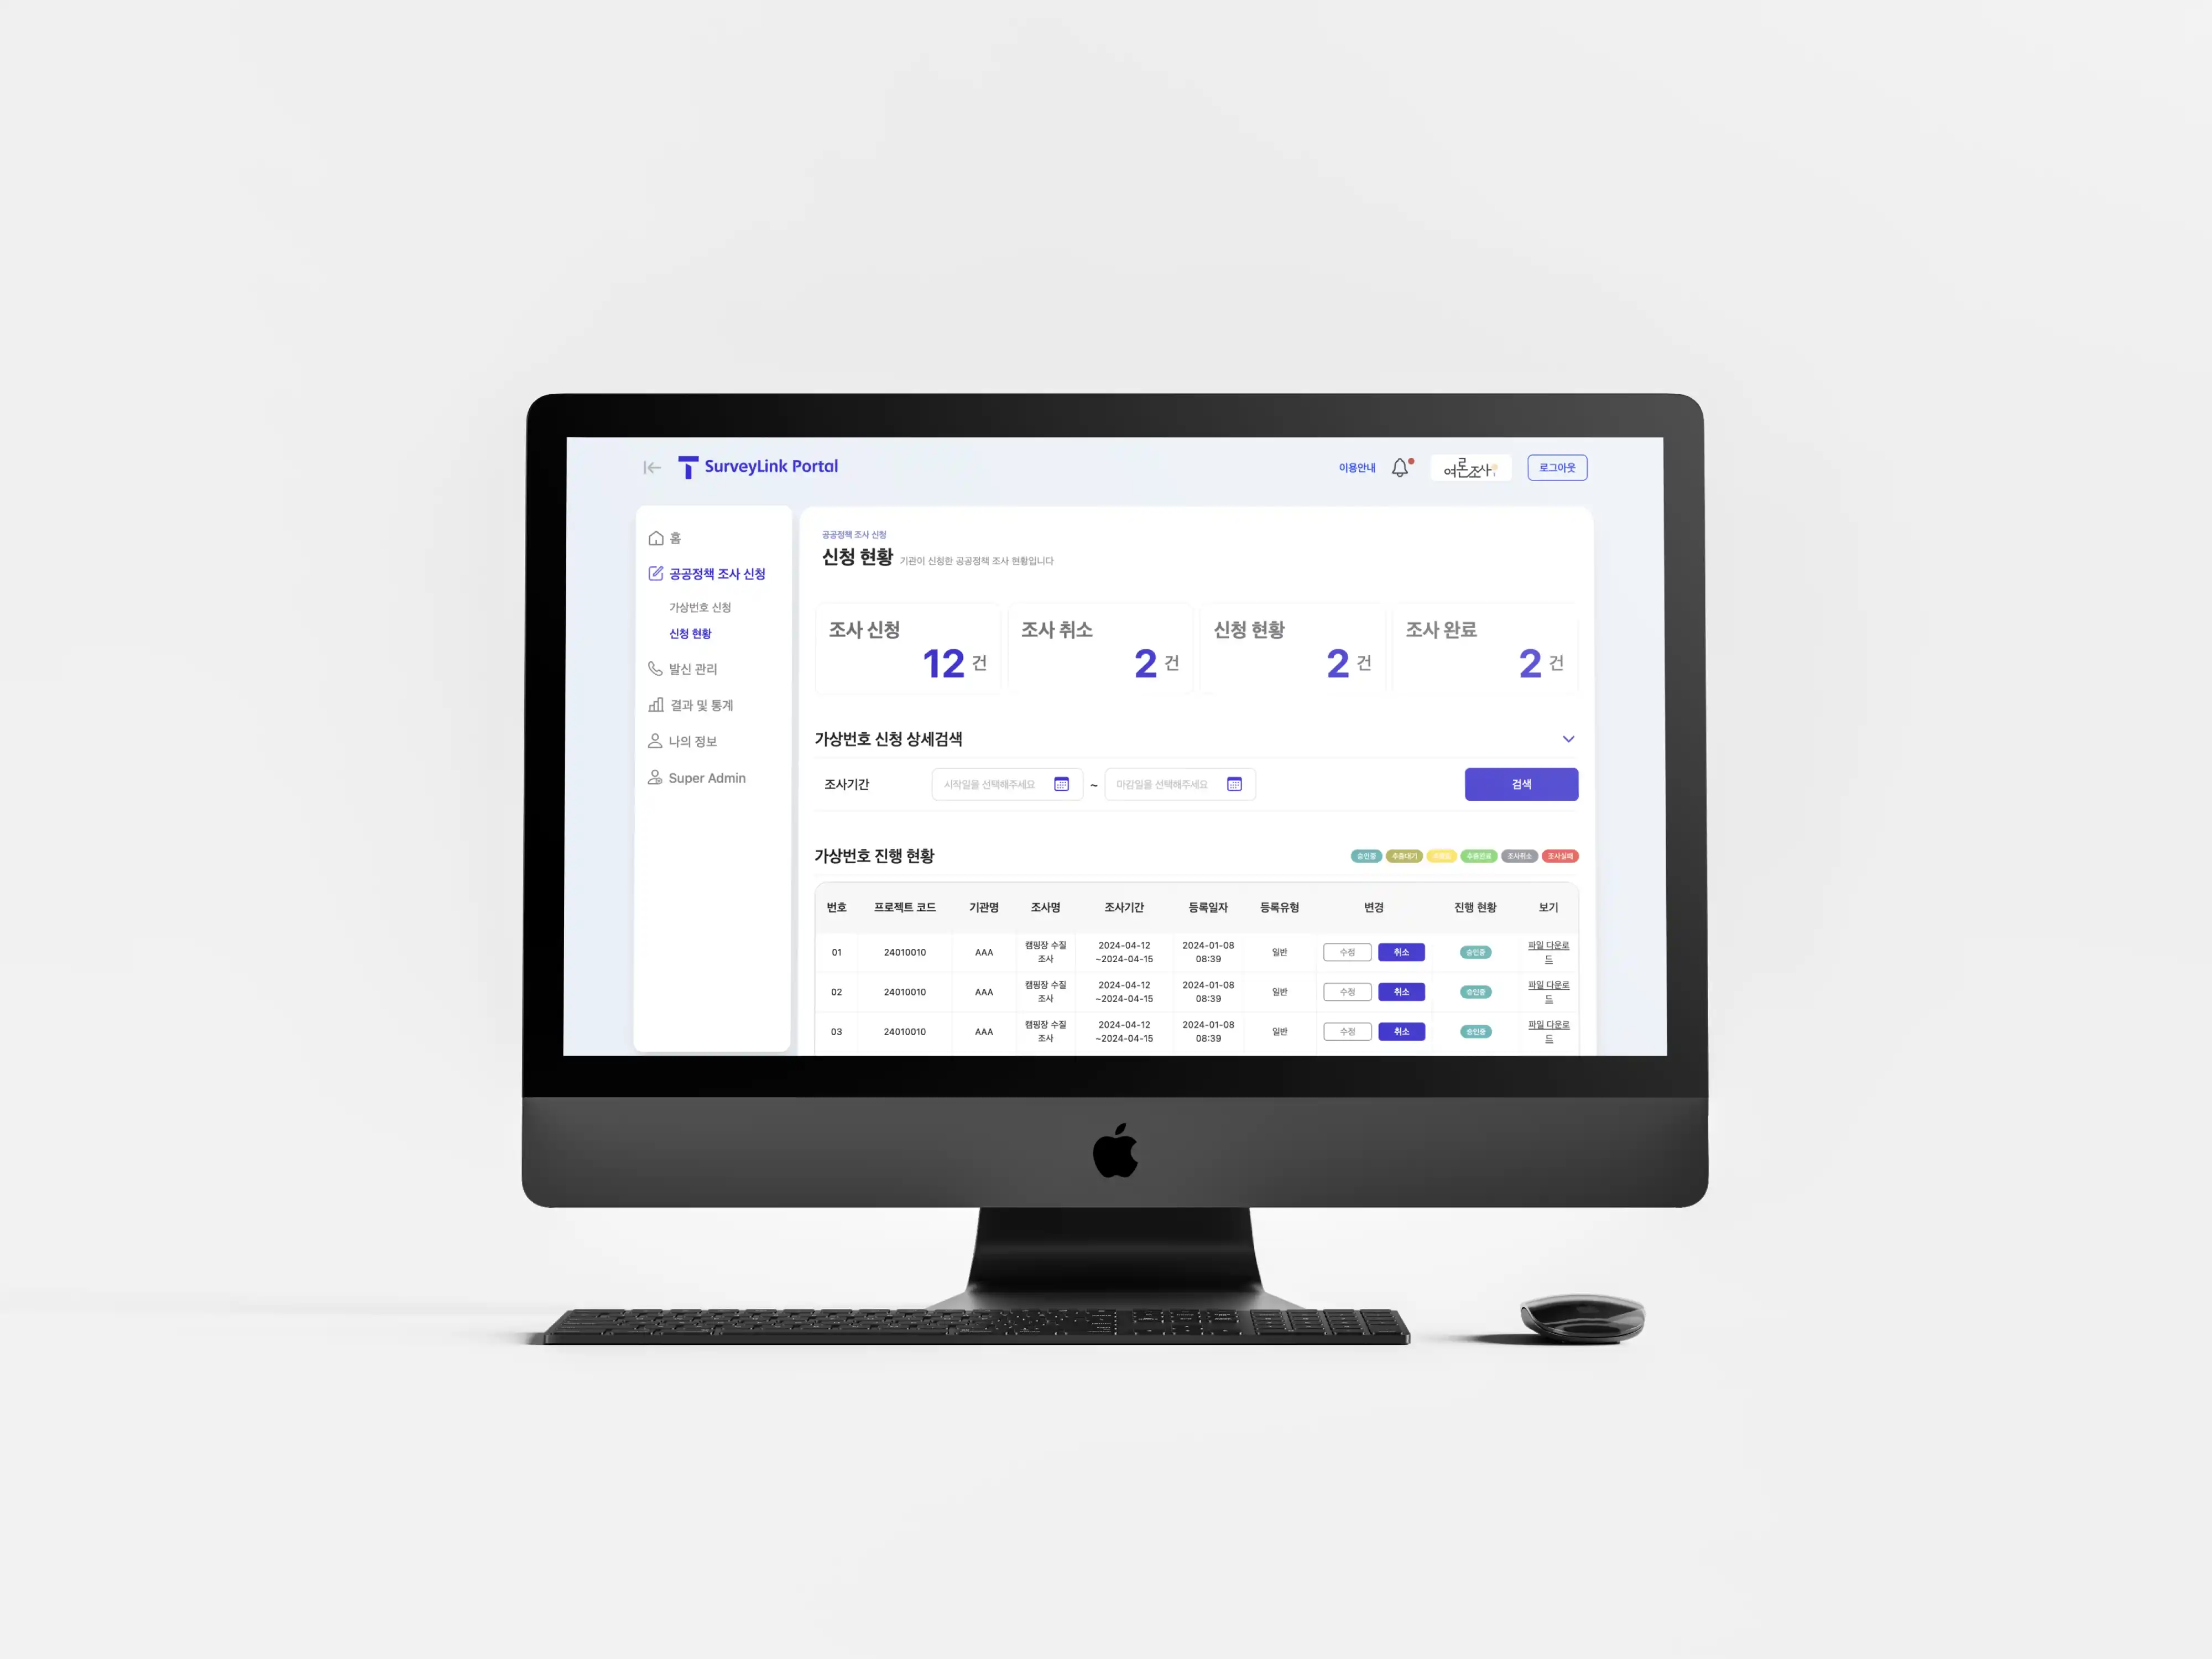 SurveyLink Portal
이용안내
여론조사
로그아웃
홈
공공정책 조사 신청
가상번호 신청
신청 현황
발신 관리
결과 및 통계
나의 정보
Super Admin
공공정책 조사 신청
신청 현황 기관이 신청한 공공정책 조사 현황입니다
조사 신청
12 건
조사 취소
2 건
신청 현황
2 건
조사 완료
2 건
가상번호 신청 상세검색
조사기간 시작일을 선택해주세요 ~ 마감일을 선택해주세요 검색
가상번호 진행 현황
승인중 추출대기 추출완료 조사취소 조사실패
번호 프로젝트 코드 기관명 조사명 조사기간 등록일자 등록유형 변경 진행 현황 보기
01 24010010 AAA 캠핑장 수질 2024-04-12 2024-01-08 일반 수정 취소 승인중 파일 다운로
조사 ~2024-04-15 08:39 드
02 24010010 AAA 캠핑장 수질 2024-04-12 2024-01-08 일반 수정 취소 승인중 파일 다운로
조사 ~2024-04-15 08:39 드
03 24010010 AAA 캠핑장 수질 2024-04-12 2024-01-08 일반 수정 취소 승인중 파일 다운로
조사 ~2024-04-15 08:39 드